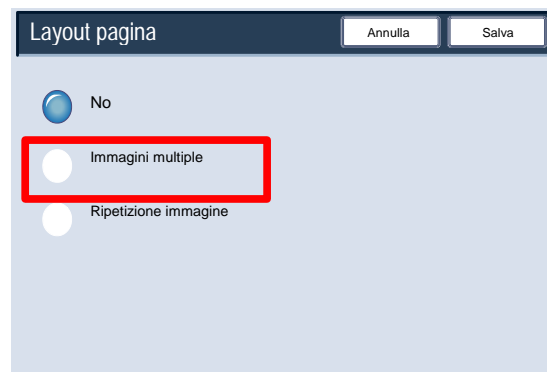 Layout pagina
Annulla
Salva
No
Immagini multiple
Ripetizione immagine